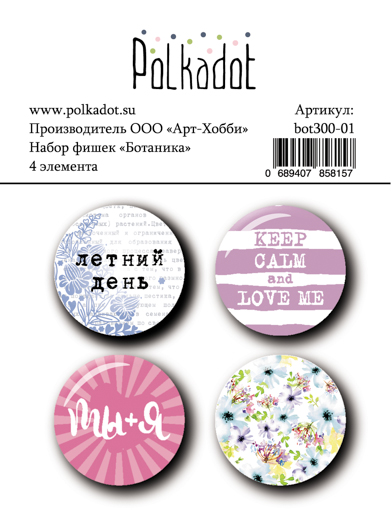 Polkadot
www.polkadot.su
Артикул:
Производитель ООО «Арт-Хобби»
bot300-01
Набор фишек «Ботаника»
4 элемента
0 689407 858157
летний
день
KEEP
CALM
and
LOVE ME
ты+я